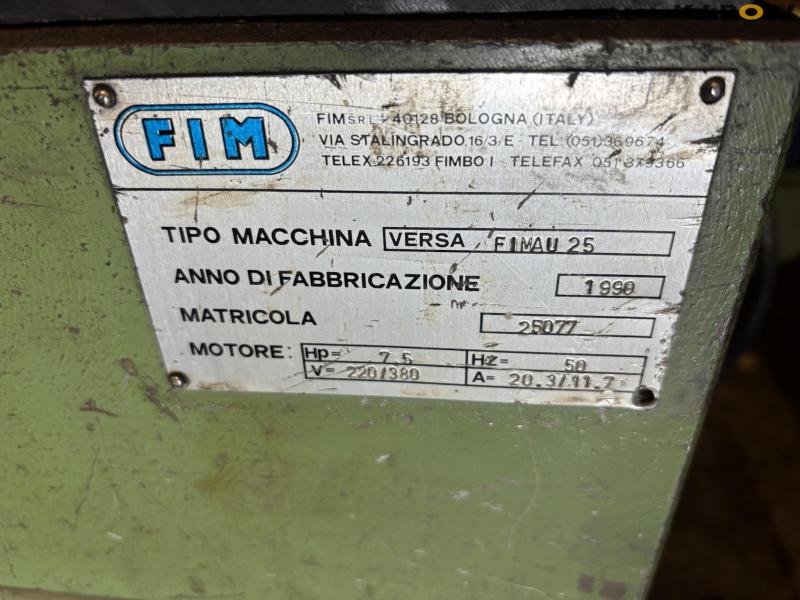 FIM
FIM S.R.L. - 40128 BOLOGNA (ITALY)
VIA STALINGRADO, 16/3/E - TEL. (051) 369674
TELEX 226193 FIMBO I - TELEFAX 051 379366
TIPO MACCHINA VERSA FIMAU 25
ANNO DI FABBRICAZIONE 1990
nr.
MATRICOLA 25077
MOTORE: Hp= 7.5 Hz= 50
V= 220/380 A= 20.3/11.7